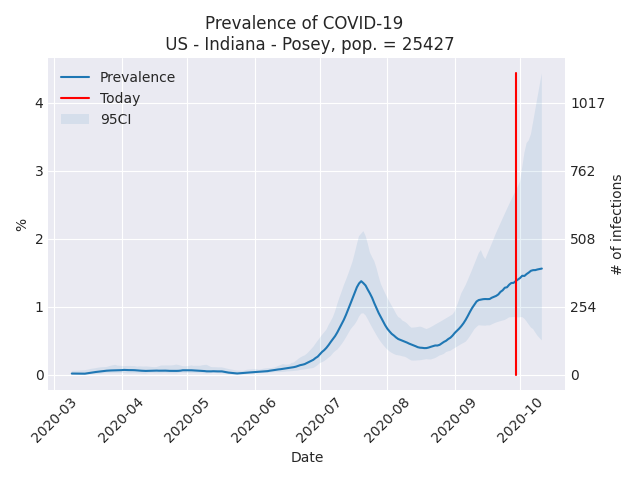 Prevalence of COVID-19
US - Indiana - Posey, pop. = 25427
Prevalence
Today
95CI
%
4
3
2
1
0
1017
762
508
254
0
# of infections
2020-03
2020-04
2020-05
2020-06
2020-07
2020-08
2020-09
2020-10
Date